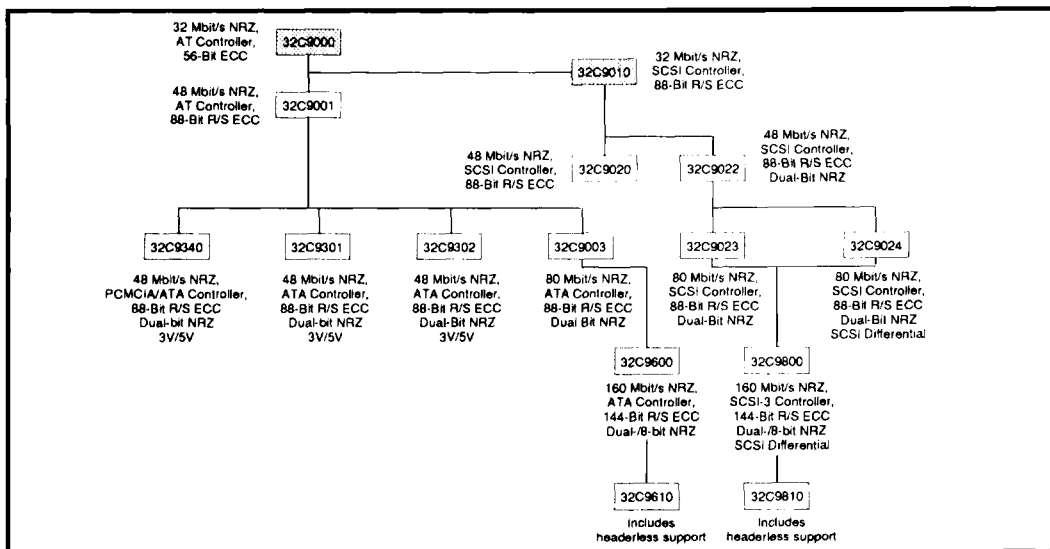 32 Mbit/s NRZ,
AT Controller,
56-Bit ECC
32C9000
32C9010
32 Mbit/s NRZ,
SCSI Controller,
88-Bit R/S ECC
48 Mbit/s NRZ,
AT Controller,
88-Bit R/S ECC
32C9001
48 Mbit/s NRZ,
SCSI Controller,
88-Bit R/S ECC
32C9020
32C9022
48 Mbit/s NRZ,
SCSI Controller,
88-Bit R/S ECC
Dual-Bit NRZ
32C9340
48 Mbit/s NRZ,
PCMCIA/ATA Controller,
88-Bit R/S ECC
Dual-bit NRZ
3V/5V
32C9301
48 Mbit/s NRZ,
ATA Controller,
88-Bit R/S ECC
Dual-bit NRZ
3V/5V
32C9302
48 Mbit/s NRZ,
ATA Controller,
88-Bit R/S ECC
Dual-Bit NRZ
3V/5V
32C9003
80 Mbit/s NRZ,
ATA Controller,
88-Bit R/S ECC
Dual Bit NRZ
32C9023
80 Mbit/s NRZ,
SCSI Controller,
88-Bit R/S ECC
Dual-Bit NRZ
32C9024
80 Mbit/s NRZ,
SCSI Controller,
88-Bit R/S ECC
Dual-Bit NRZ
SCSI Differential
32C9600
160 Mbit/s NRZ,
ATA Controller,
144-Bit R/S ECC
Dual-/8-bit NRZ
32C9800
160 Mbit/s NRZ,
SCSI-3 Controller,
144-Bit R/S ECC
Dual-/8-bit NRZ
SCSI Differential
32C9610
Includes
headerless support
32C9810
Includes
headerless support